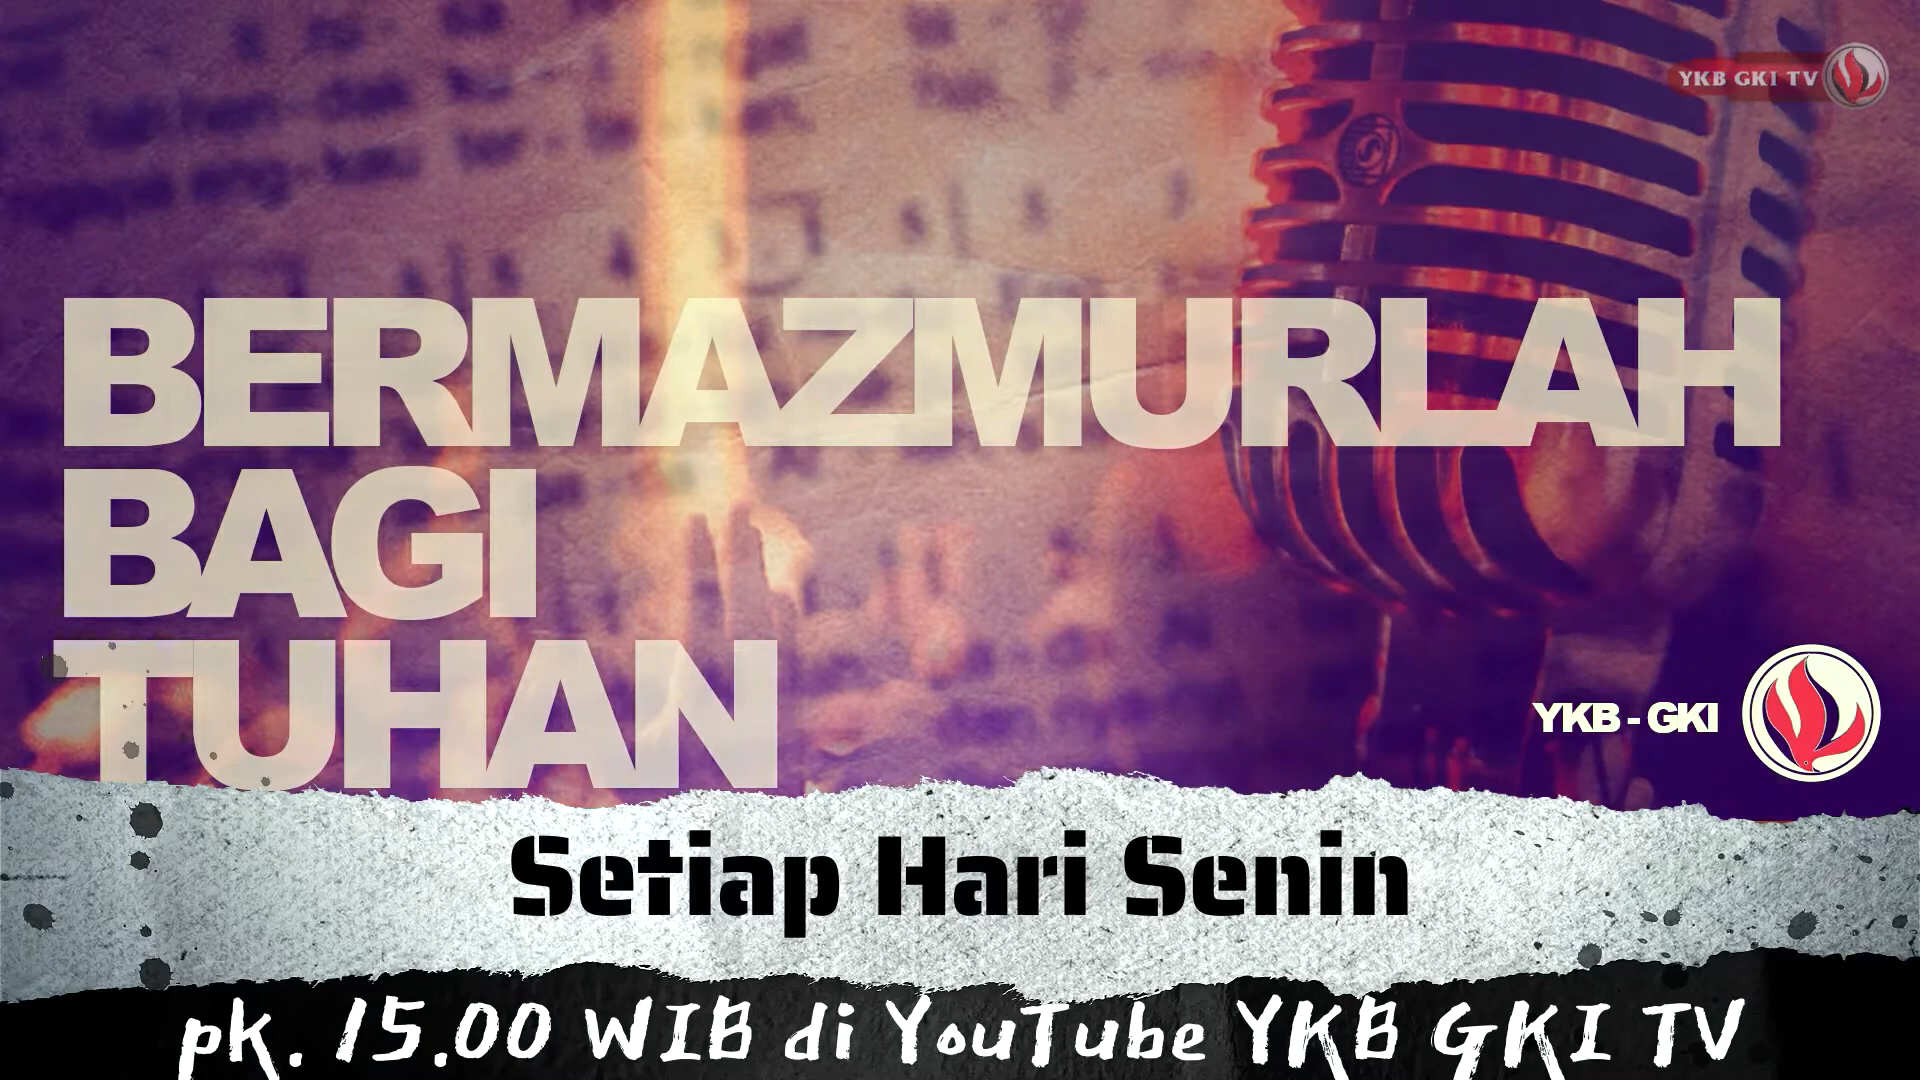 YKB GKI TV
BERMAZMURLAH
BAGI
TUHAN
YKB - GKI
Setiap Hari Senin
pk. 15.00 WIB di YouTube YKB GKI TV